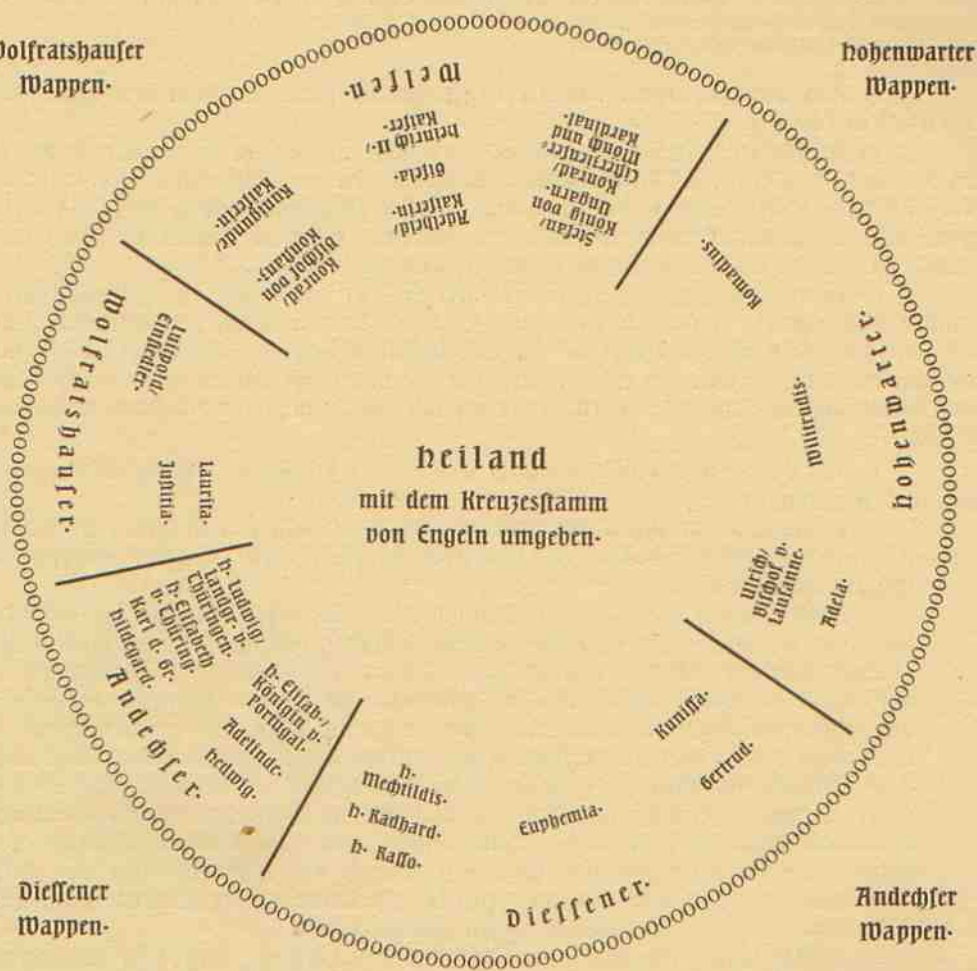 Wolfratshauser
Wappen.
Hohenwarter
Wappen.
Welfen.
Kunigunde,
Kaiserin.
Konrad,
Bischof von
Konstanz.
Heinrich II.,
Kaiser.
Gisela.
Adelheid,
Kaiserin.
Stefan,
König von
Ungarn.
Konrad,
Cisterzienser-
Mönch und
Kardinal.
Hohenwarter.
Komadius.
Willtrudis.
Ulrich,
Bischof v.
Lausanne.
Adela.
Wolfratshauser.
Luitpold,
Einsiedler.
Laurita.
Justitia.
Heiland
mit dem Kreuzesstamm
von Engeln umgeben.
Andechser.
H. Ludwig,
Landgr. v.
Thüringen.
H. Elisabeth
v. Thüring.
Karl d. Gr.
Hildegard.
H. Elisab.,
Königin v.
Portugal.
Adelinde.
Hedwig.
Diessener.
H.
Mechtildis.
H. Radhard.
H. Rasso.
Euphemia.
Kunissa.
Gertrud.
Diessener
Wappen.
Andechser
Wappen.